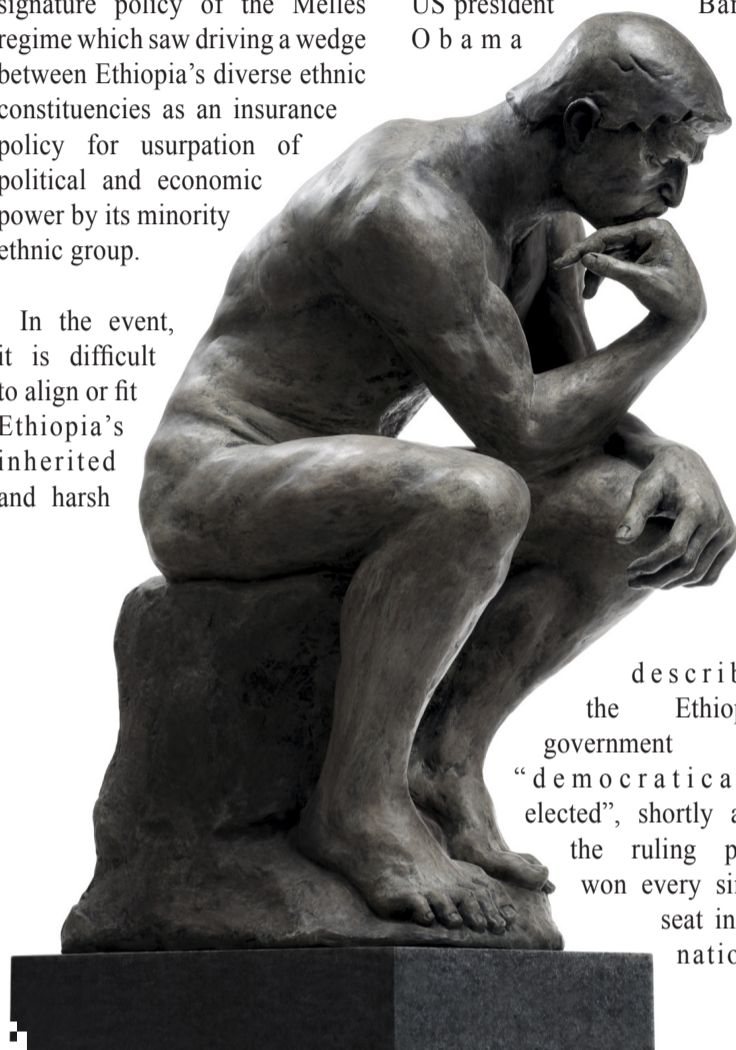 signature policy of the Melles
regime which saw driving a wedge
between Ethiopia’s diverse ethnic
constituencies as an insurance
policy for usurpation of
political and economic
power by its minority
ethnic group.
In the event,
it is difficult
to align or fit
Ethiopia’s
inherited
and harsh
US president
Obama
the
government
elected”, shortly
the ruling
won every
seat in